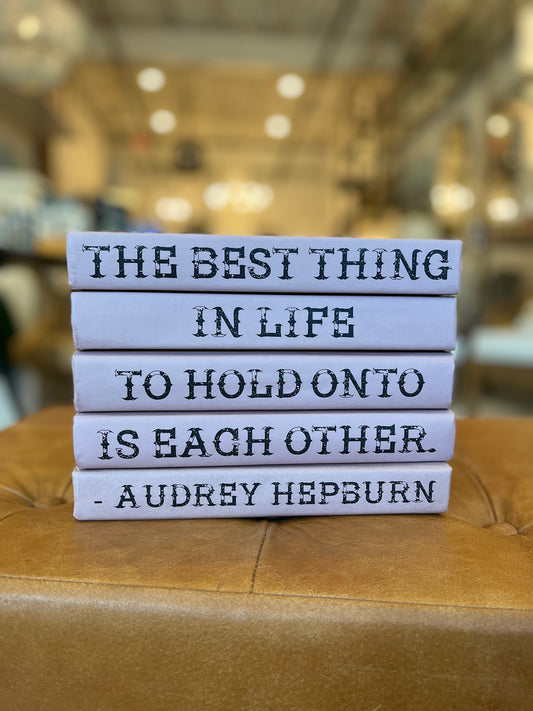 THE BEST THING
IN LIFE
TO HOLD ONTO
IS EACH OTHER.
- AUDREY HEPBURN